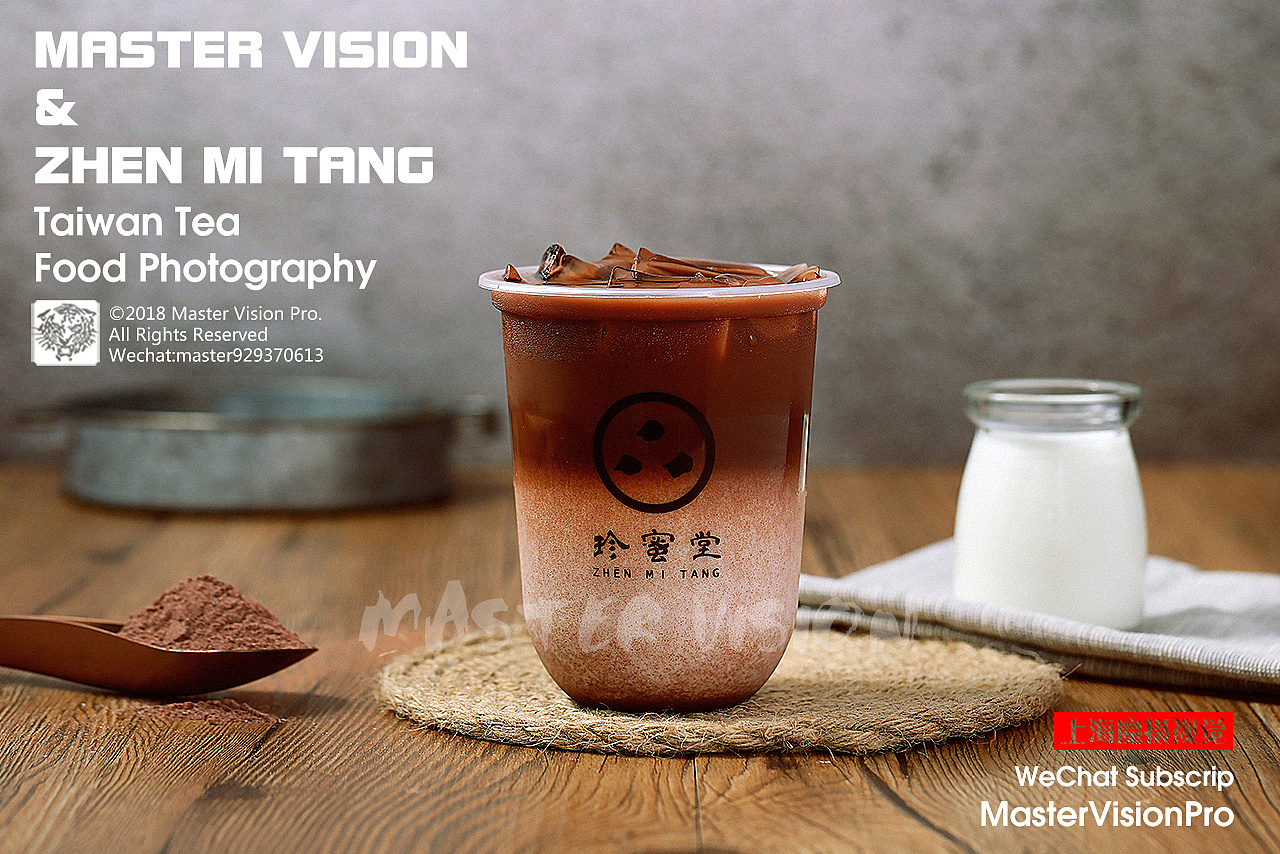 MASTER VISION
&
ZHEN MI TANG
Taiwan Tea
Food Photography
©2018 Master Vision Pro.
All Rights Reserved
Wechat:master929370613
珍蜜堂
ZHEN MI TANG
MASTER VISION
WeChat Subscrip
MasterVisionPro